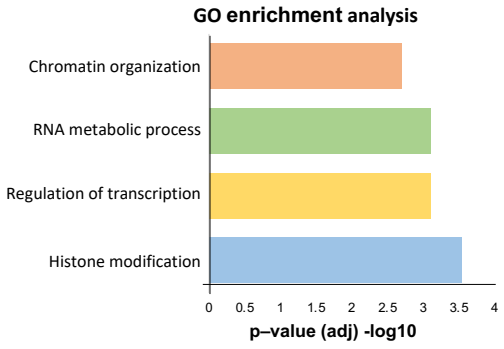 GO enrichment analysis
Chromatin organization
RNA metabolic process
Regulation of transcription
Histone modification
0 0.5 1 1.5 2 2.5 3 3.5 4
p–value (adj) -log10